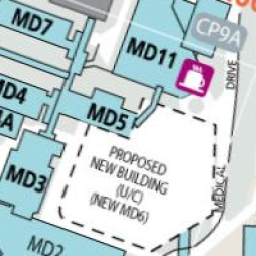 MD7
CP9A
MD11
DRIVE
MD4
MD5
PROPOSED
NEW BUILDING
(U/C)
(NEW MD6)
MD3
MEDICAL
MD2